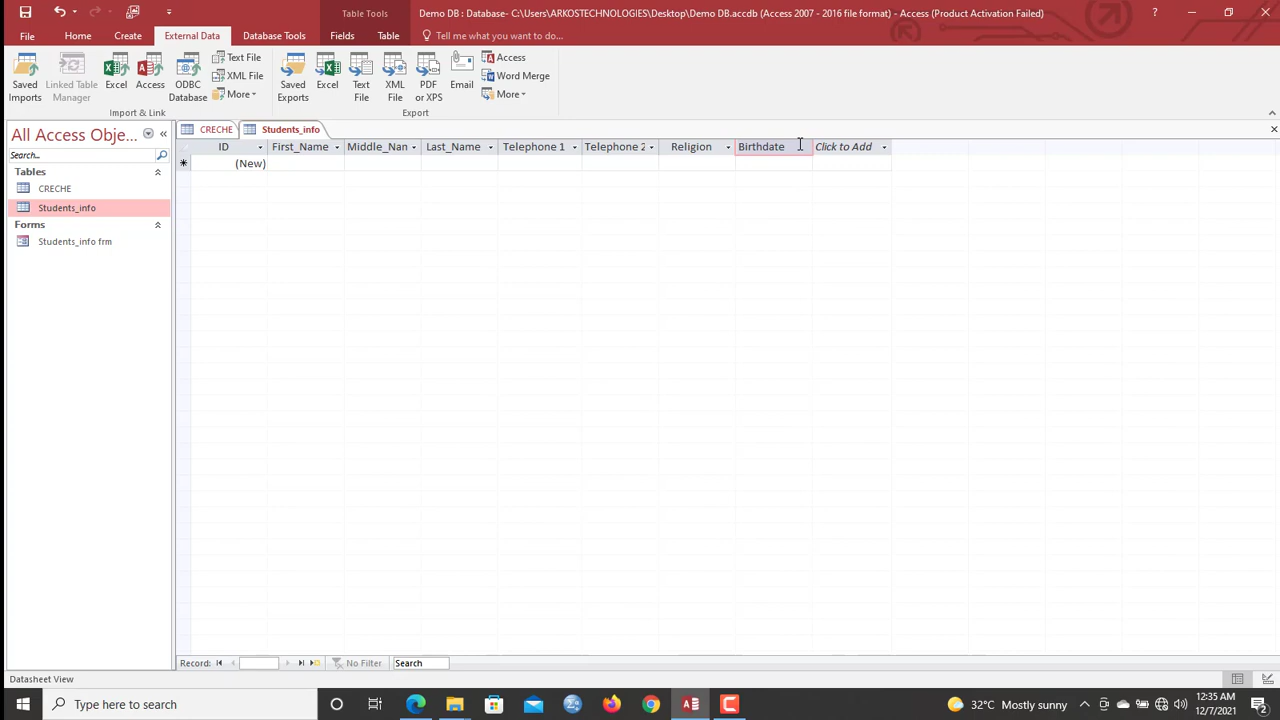 Table Tools
Demo DB : Database- C:\Users\ARKOSTECHNOLOGIES\Desktop\Demo DB.accdb (Access 2007 - 2016 file format) - Access (Product Activation Failed)
File Home Create External Data Database Tools Fields Table Tell me what you want to do...
Saved Imports
Linked Table Manager
Excel
Access
ODBC Database
Text File
XML File
More
Import & Link
Saved Exports
Excel
Text File
XML File
PDF or XPS
Email
Access
Word Merge
More
Export
All Access Obje...
Search...
Tables
CRECHE
Students_info
Forms
Students_info frm
CRECHE Students_info
ID First_Name Middle_Nan Last_Name Telephone 1 Telephone 2 Religion Birthdate Click to Add
(New)
Record: No Filter Search
Datasheet View
Type here to search
32°C Mostly sunny
12:35 AM
12/7/2021
2